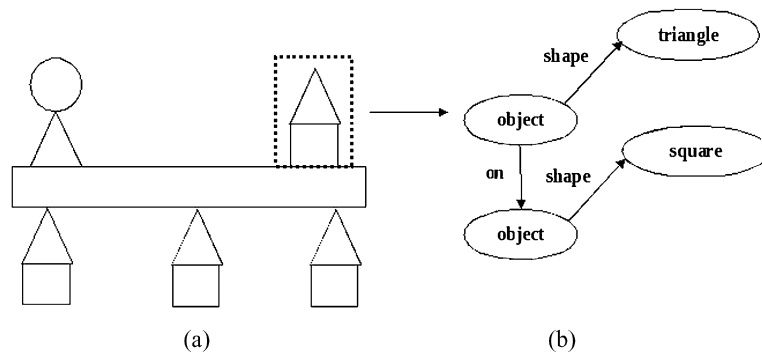 triangle
shape
object
on
shape
square
object
(a)
(b)